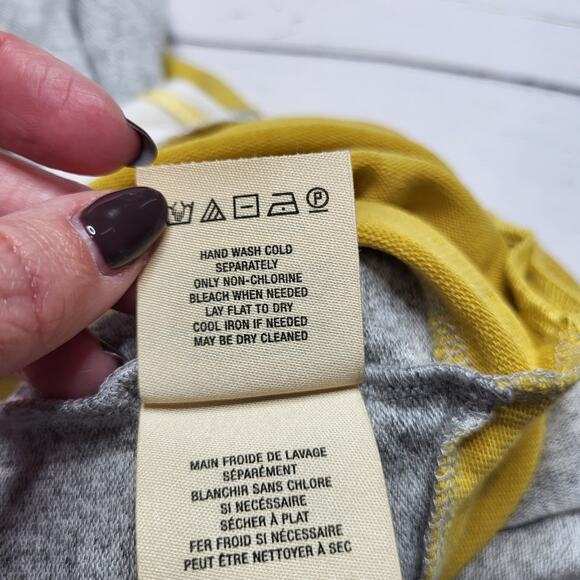 P
HAND WASH COLD
SEPARATELY
ONLY NON-CHLORINE
BLEACH WHEN NEEDED
LAY FLAT TO DRY
COOL IRON IF NEEDED
MAY BE DRY CLEANED
MAIN FROIDE DE LAVAGE
SÉPARÉMENT
BLANCHIR SANS CHLORE
SI NÉCESSAIRE
SÉCHER À PLAT
FER FROID SI NÉCESSAIRE
PEUT ÊTRE NETTOYER À SEC